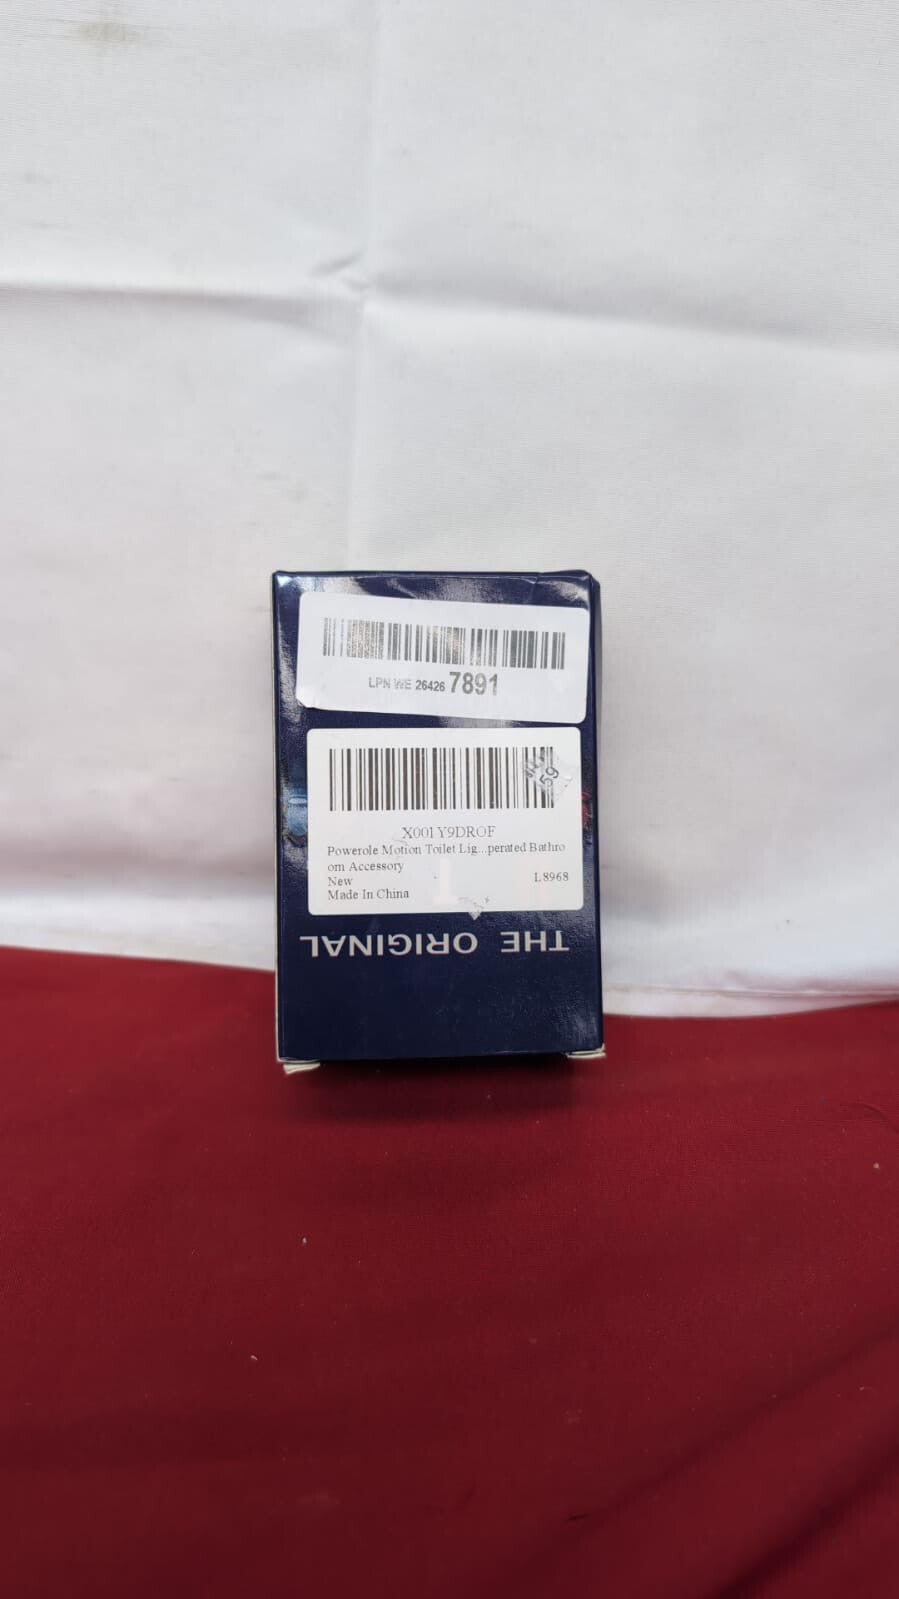 LPN WE 26426 7891
59
X001Y9DROF
Powerole Motion Toilet Lig...perated Bathro
om Accessory
New
L8968
Made In China
THE ORIGINAL